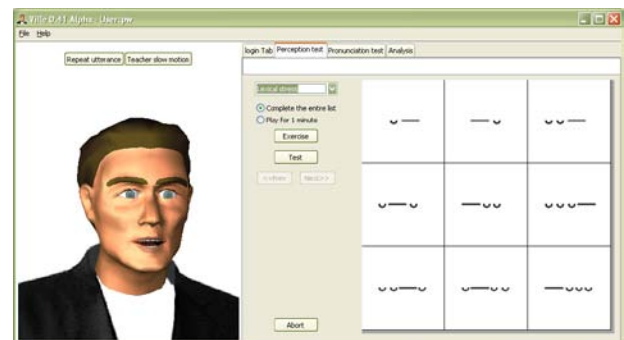 Ville 0.41 Alpha - User:pw
File Help
Repeat utterance Teacher slow motion
login Tab Perception test Pronunciation test Analysis
Lexical stress
Complete the entire list
Play for 1 minute
Exercise
Test
<<Prev Next>>
Abort